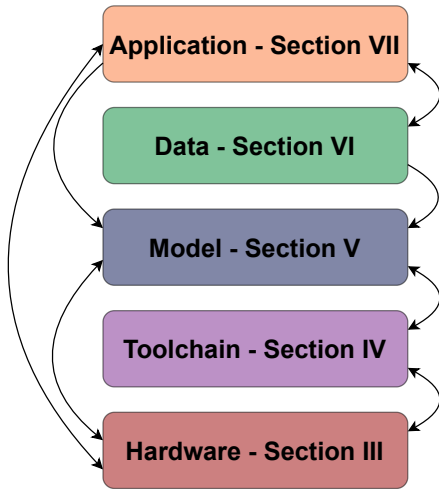 Application - Section VII
Data - Section VI
Model - Section V
Toolchain - Section IV
Hardware - Section III